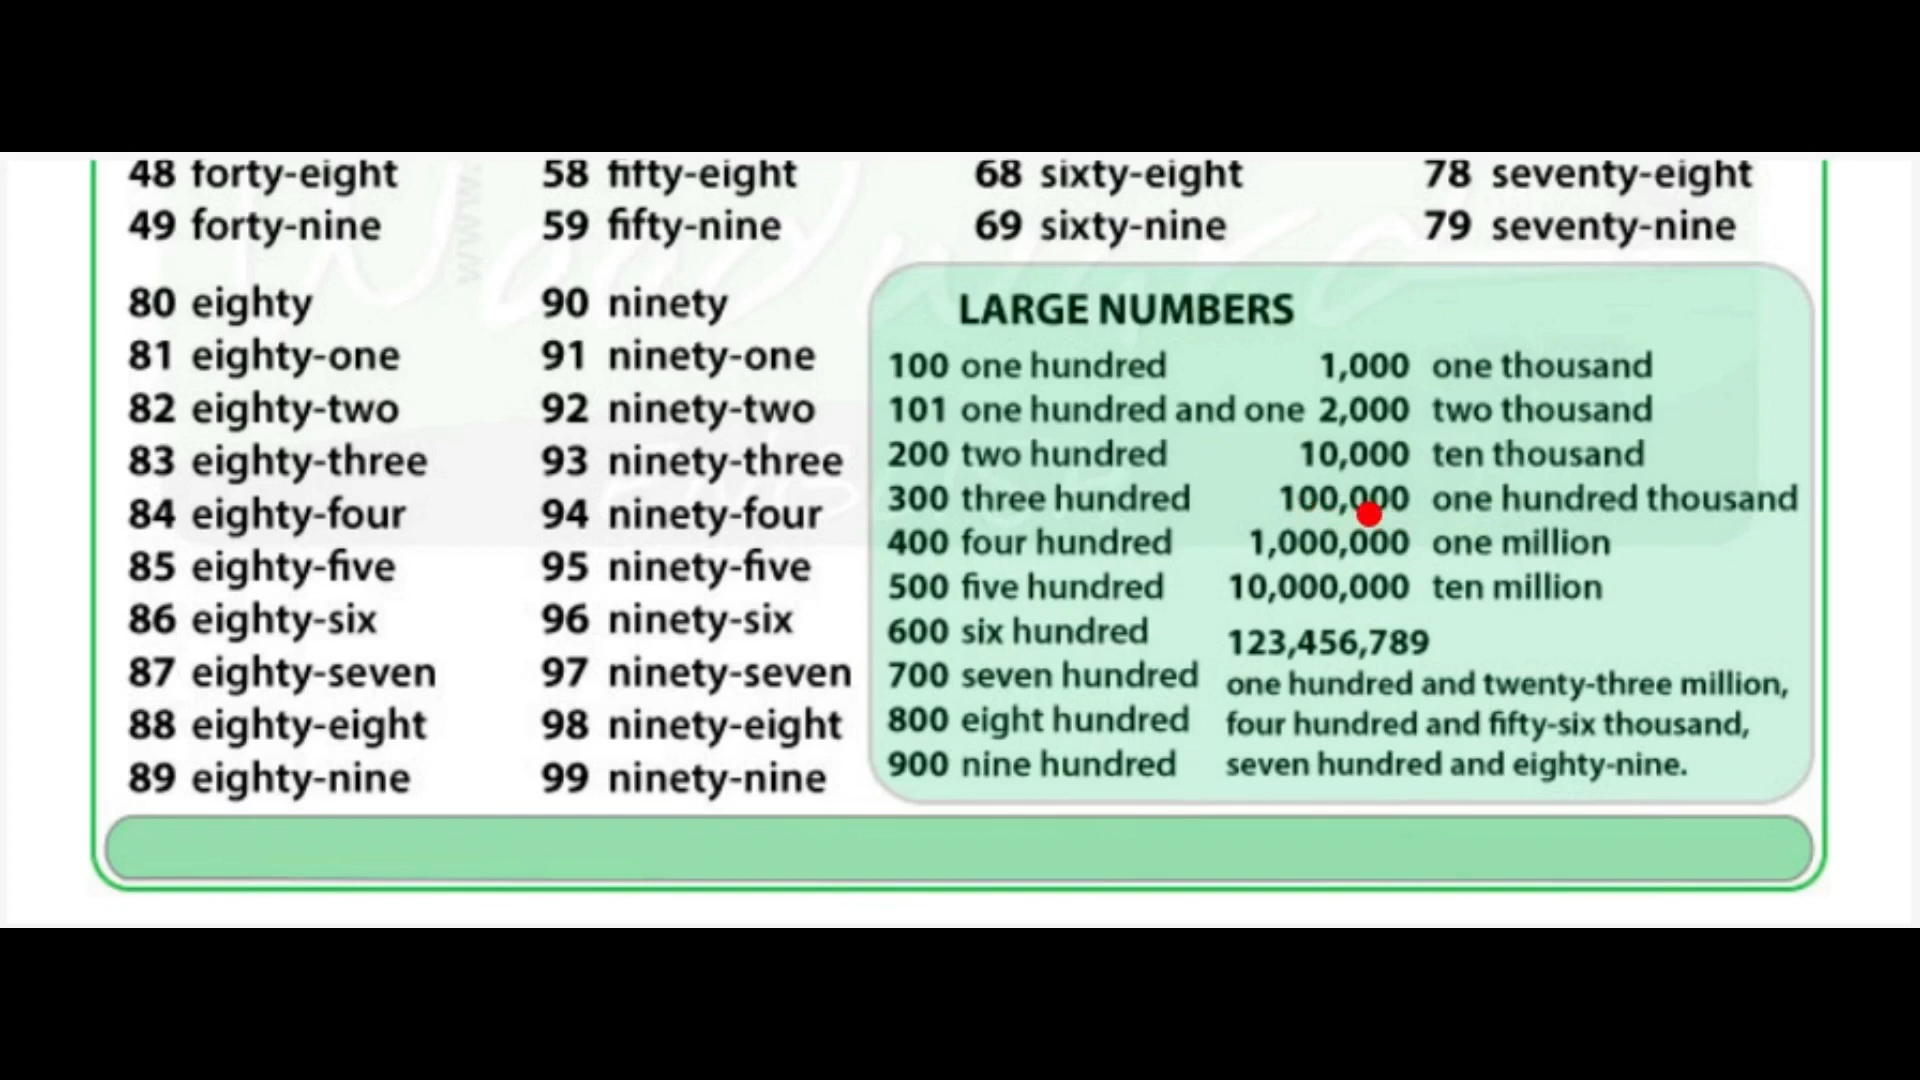 48 forty-eight 58 fifty-eight 68 sixty-eight 78 seventy-eight
49 forty-nine 59 fifty-nine 69 sixty-nine 79 seventy-nine
80 eighty 90 ninety
81 eighty-one 91 ninety-one
82 eighty-two 92 ninety-two
83 eighty-three 93 ninety-three
84 eighty-four 94 ninety-four
85 eighty-five 95 ninety-five
86 eighty-six 96 ninety-six
87 eighty-seven 97 ninety-seven
88 eighty-eight 98 ninety-eight
89 eighty-nine 99 ninety-nine
LARGE NUMBERS
100 one hundred 1,000 one thousand
101 one hundred and one 2,000 two thousand
200 two hundred 10,000 ten thousand
300 three hundred 100,000 one hundred thousand
400 four hundred 1,000,000 one million
500 five hundred 10,000,000 ten million
600 six hundred
700 seven hundred
800 eight hundred
900 nine hundred
123,456,789
one hundred and twenty-three million,
four hundred and fifty-six thousand,
seven hundred and eighty-nine.